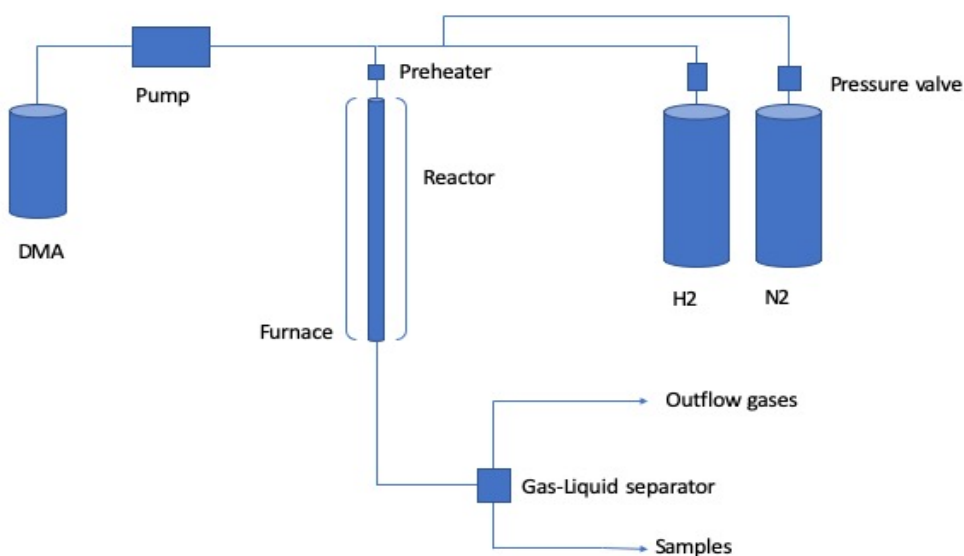 Pump
Preheater
Pressure valve
Reactor
DMA
H2
N2
Furnace
Outflow gases
Gas-Liquid separator
Samples